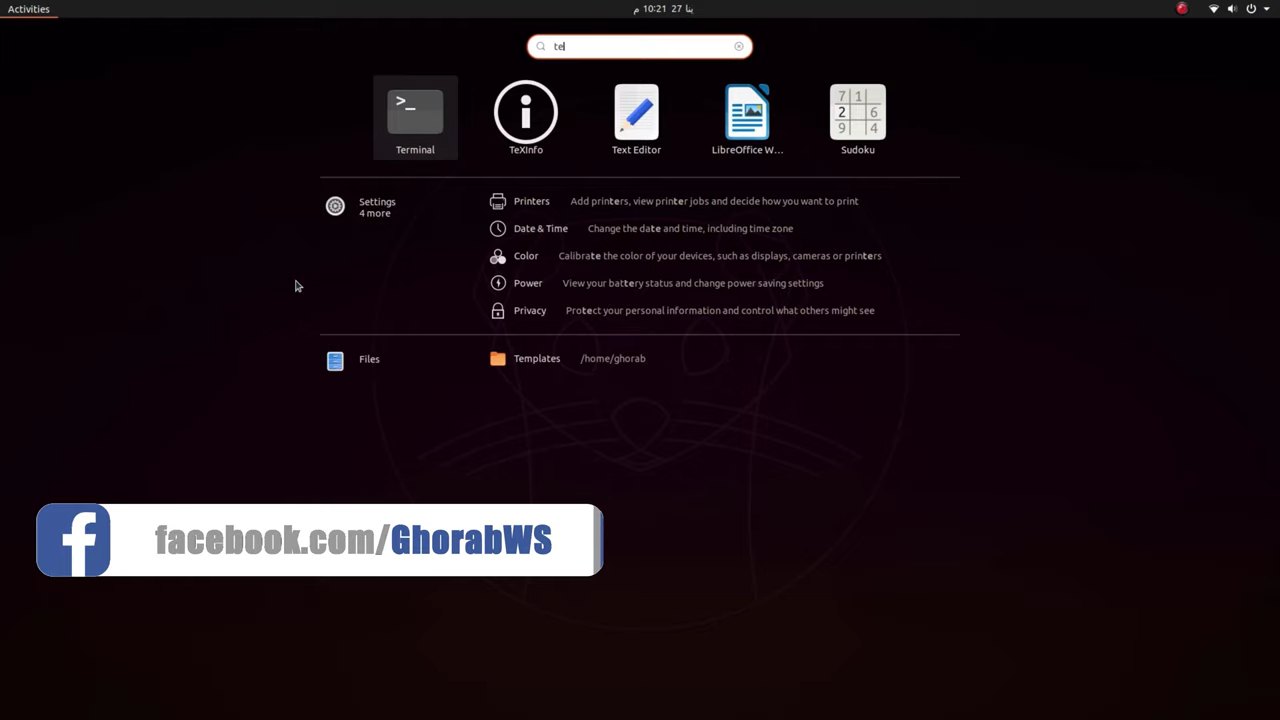 Activities
ينا 27 10:21 م
te
Terminal
TeXInfo
Text Editor
LibreOffice W...
Sudoku
Settings
4 more
Printers Add printers, view printer jobs and decide how you want to print
Date & Time Change the date and time, including time zone
Color Calibrate the color of your devices, such as displays, cameras or printers
Power View your battery status and change power saving settings
Privacy Protect your personal information and control what others might see
Files
Templates /home/ghorab
facebook.com/GhorabWS